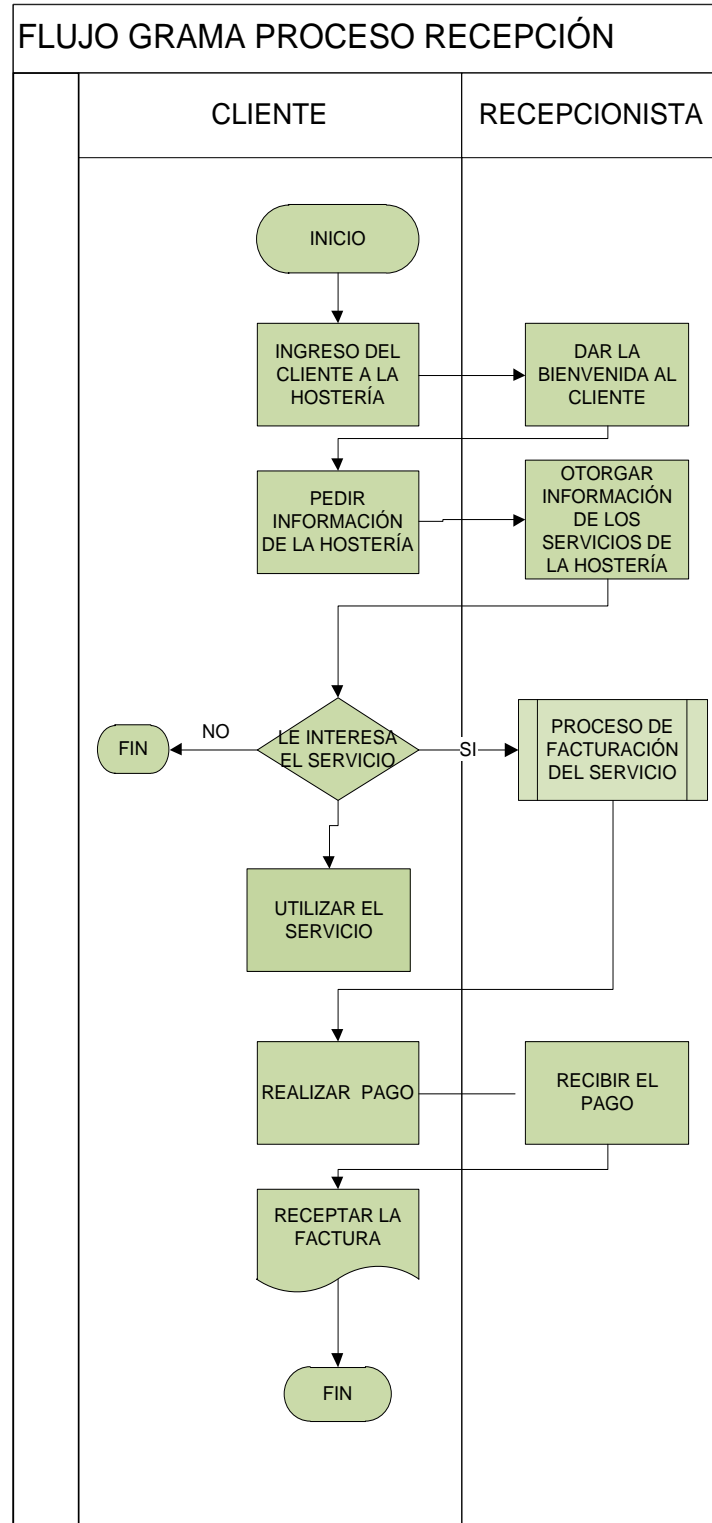 FLUJO GRAMA PROCESO RECEPCIÓN
CLIENTE
RECEPCIONISTA
INICIO
INGRESO DEL
CLIENTE A LA
HOSTERÍA
DAR LA
BIENVENIDA AL
CLIENTE
PEDIR
INFORMACIÓN
DE LA HOSTERÍA
OTORGAR
INFORMACIÓN
DE LOS
SERVICIOS DE
LA HOSTERÍA
FIN
NO
LE INTERESA
EL SERVICIO
SI
PROCESO DE
FACTURACIÓN
DEL SERVICIO
UTILIZAR EL
SERVICIO
REALIZAR PAGO
RECIBIR EL
PAGO
RECEPTAR LA
FACTURA
FIN